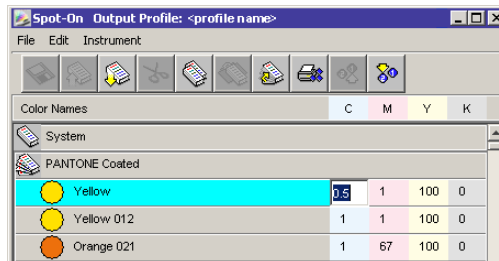 Spot-On Output Profile: <profile name>
File Edit Instrument
Color Names C M Y K
System
PANTONE Coated
Yellow 0.5 1 100 0
Yellow 012 1 1 100 0
Orange 021 1 67 100 0